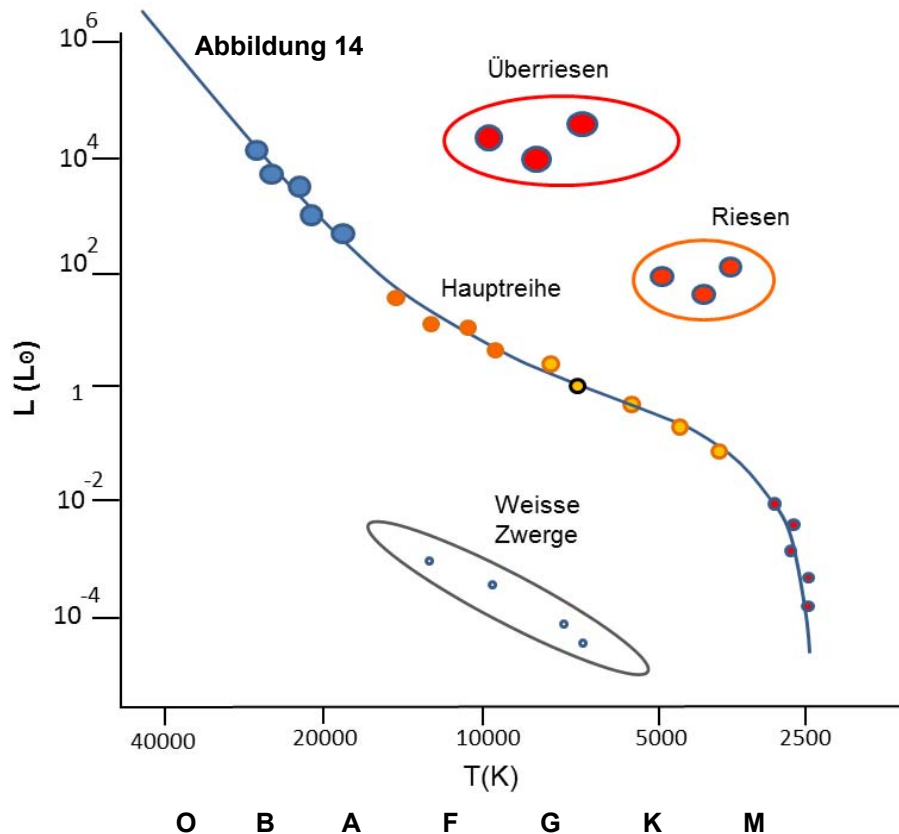 Abbildung 14
Überriesen
Riesen
Hauptreihe
Weisse
Zwerge
L (L⊙)
10^6
10^4
10^2
1
10^-2
10^-4
40000 20000 10000 5000 2500
T(K)
O B A F G K M